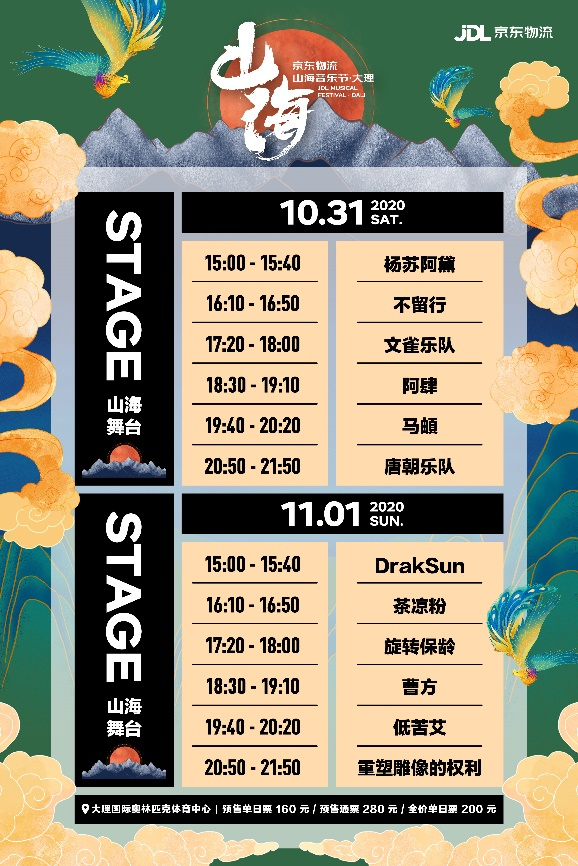 山海
京东物流
山海音乐节·大理
JDL MUSICAL
FESTIVAL - DALI
JDL 京东物流
STAGE
山海
舞台
10.31 2020
SAT.
15:00 - 15:40 杨苏阿黛
16:10 - 16:50 不留行
17:20 - 18:00 文雀乐队
18:30 - 19:10 阿肆
19:40 - 20:20 马頔
20:50 - 21:50 唐朝乐队
STAGE
山海
舞台
11.01 2020
SUN.
15:00 - 15:40 DrakSun
16:10 - 16:50 茶凉粉
17:20 - 18:00 旋转保龄
18:30 - 19:10 曹方
19:40 - 20:20 低苦艾
20:50 - 21:50 重塑雕像的权利
大理国际奥林匹克体育中心 | 预售单日票 160 元 / 预售通票 280 元 / 全价单日票 200 元